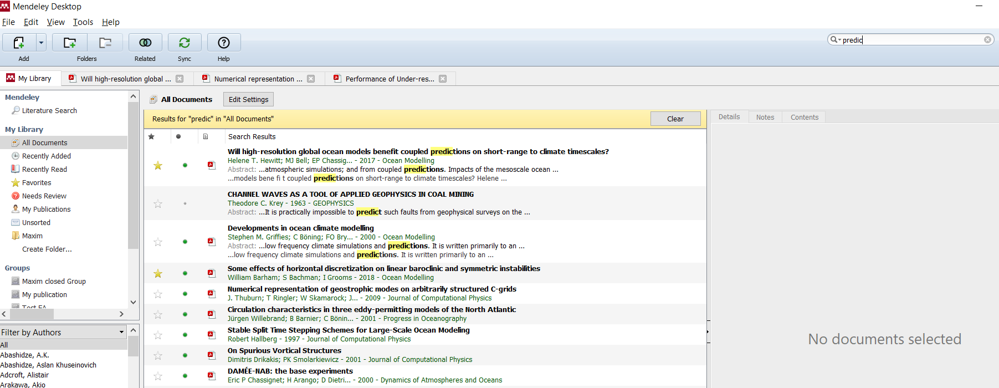 Mendeley Desktop
File Edit View Tools Help
predic
Add Folders Related Sync Help
My Library Will high-resolution global ... Numerical representation ... Performance of Under-res...
Mendeley
Literature Search
My Library
All Documents
Recently Added
Recently Read
Favorites
Needs Review
My Publications
Unsorted
Maxim
Create Folder...
Groups
Maxim closed Group
My publication
Test EA
Filter by Authors
All
Abashidze, A.K.
Abashidze, Aslan Khuseinovich
Adcroft, Alistair
Arakawa, Akio
All Documents Edit Settings
Results for "predic" in "All Documents" Clear
Search Results
Will high-resolution global ocean models benefit coupled predictions on short-range to climate timescales?
Helene T. Hewitt; MJ Bell; EP Chassig... - 2017 - Ocean Modelling
Abstract: ...atmospheric simulations; and from coupled predictions. Impacts of the mesoscale ocean ...
...models bene fi t coupled predictions on short-range to climate timescales? Helene ...
CHANNEL WAVES AS A TOOL OF APPLIED GEOPHYSICS IN COAL MINING
Theodore C. Krey - 1963 - GEOPHYSICS
Abstract: ...It is practically impossible to predict such faults from geophysical surveys on the ...
Developments in ocean climate modelling
Stephen M. Griffies; C Böning; FO Bry... - 2000 - Ocean Modelling
Abstract: ...low frequency climate simulations and predictions. It is written primarily to an ...
...low frequency climate simulations and predictions. It is written primarily to an ...
Some effects of horizontal discretization on linear baroclinic and symmetric instabilities
William Barham; S Bachman; I Grooms - 2018 - Ocean Modelling
Numerical representation of geostrophic modes on arbitrarily structured C-grids
J. Thuburn; T Ringler; W Skamarock; J... - 2009 - Journal of Computational Physics
Circulation characteristics in three eddy-permitting models of the North Atlantic
Jürgen Willebrand; B Barnier; C Bönin... - 2001 - Progress in Oceanography
Stable Split Time Stepping Schemes for Large-Scale Ocean Modeling
Robert Hallberg - 1997 - Journal of Computational Physics
On Spurious Vortical Structures
Dimitris Drikakis; PK Smolarkiewicz - 2001 - Journal of Computational Physics
DAMÉE-NAB: the base experiments
Eric P Chassignet; H Arango; D Dietri... - 2000 - Dynamics of Atmospheres and Oceans
Details Notes Contents
No documents selected